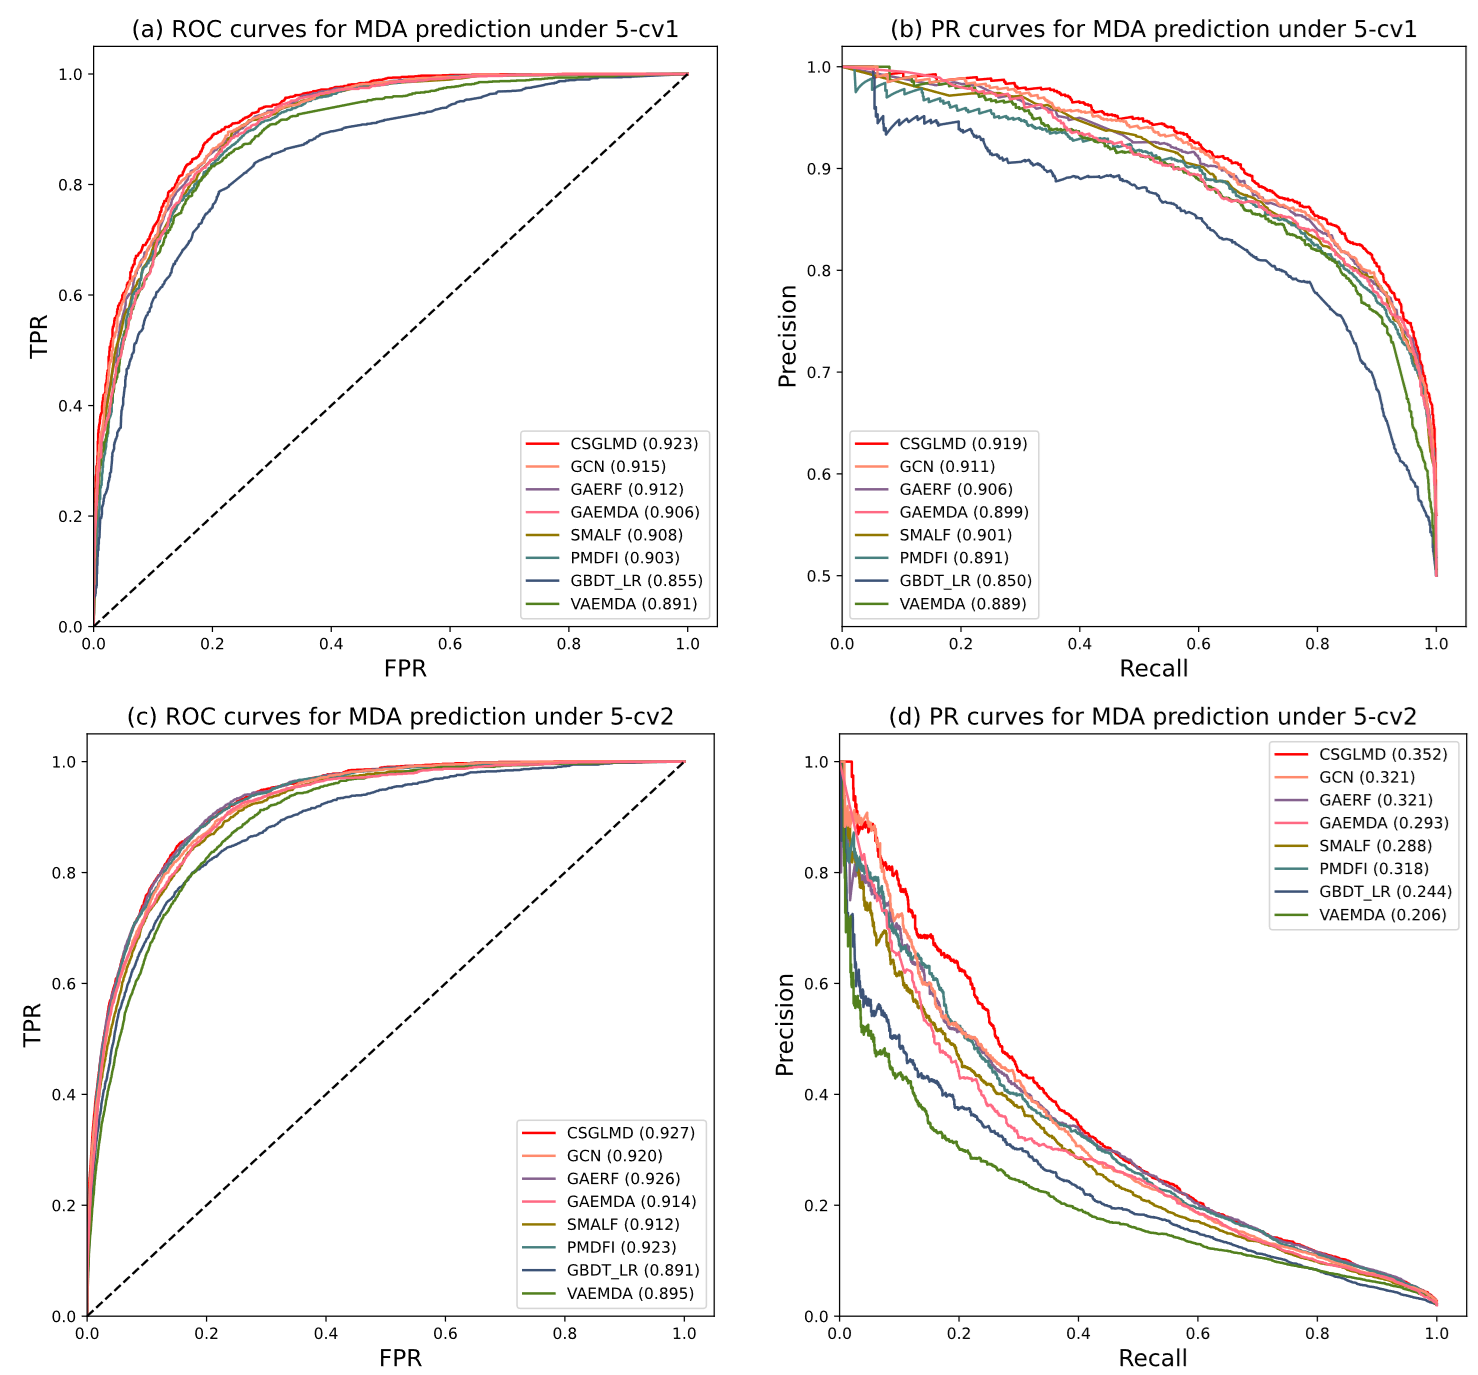 (a) ROC curves for MDA prediction under 5-cv1
TPR
1.0
0.8
0.6
0.4
0.2
0.0
CSGLMD (0.923)
GCN (0.915)
GAERF (0.912)
GAEMDA (0.906)
SMALF (0.908)
PMDFI (0.903)
GBDT_LR (0.855)
VAEMDA (0.891)
0.0 0.2 0.4 0.6 0.8 1.0
FPR
(b) PR curves for MDA prediction under 5-cv1
Precision
1.0
0.9
0.8
0.7
0.6
0.5
CSGLMD (0.919)
GCN (0.911)
GAERF (0.906)
GAEMDA (0.899)
SMALF (0.901)
PMDFI (0.891)
GBDT_LR (0.850)
VAEMDA (0.889)
0.0 0.2 0.4 0.6 0.8 1.0
Recall
(c) ROC curves for MDA prediction under 5-cv2
TPR
1.0
0.8
0.6
0.4
0.2
0.0
CSGLMD (0.927)
GCN (0.920)
GAERF (0.926)
GAEMDA (0.914)
SMALF (0.912)
PMDFI (0.923)
GBDT_LR (0.891)
VAEMDA (0.895)
0.0 0.2 0.4 0.6 0.8 1.0
FPR
(d) PR curves for MDA prediction under 5-cv2
Precision
1.0
0.8
0.6
0.4
0.2
0.0
CSGLMD (0.352)
GCN (0.321)
GAERF (0.321)
GAEMDA (0.293)
SMALF (0.288)
PMDFI (0.318)
GBDT_LR (0.244)
VAEMDA (0.206)
0.0 0.2 0.4 0.6 0.8 1.0
Recall